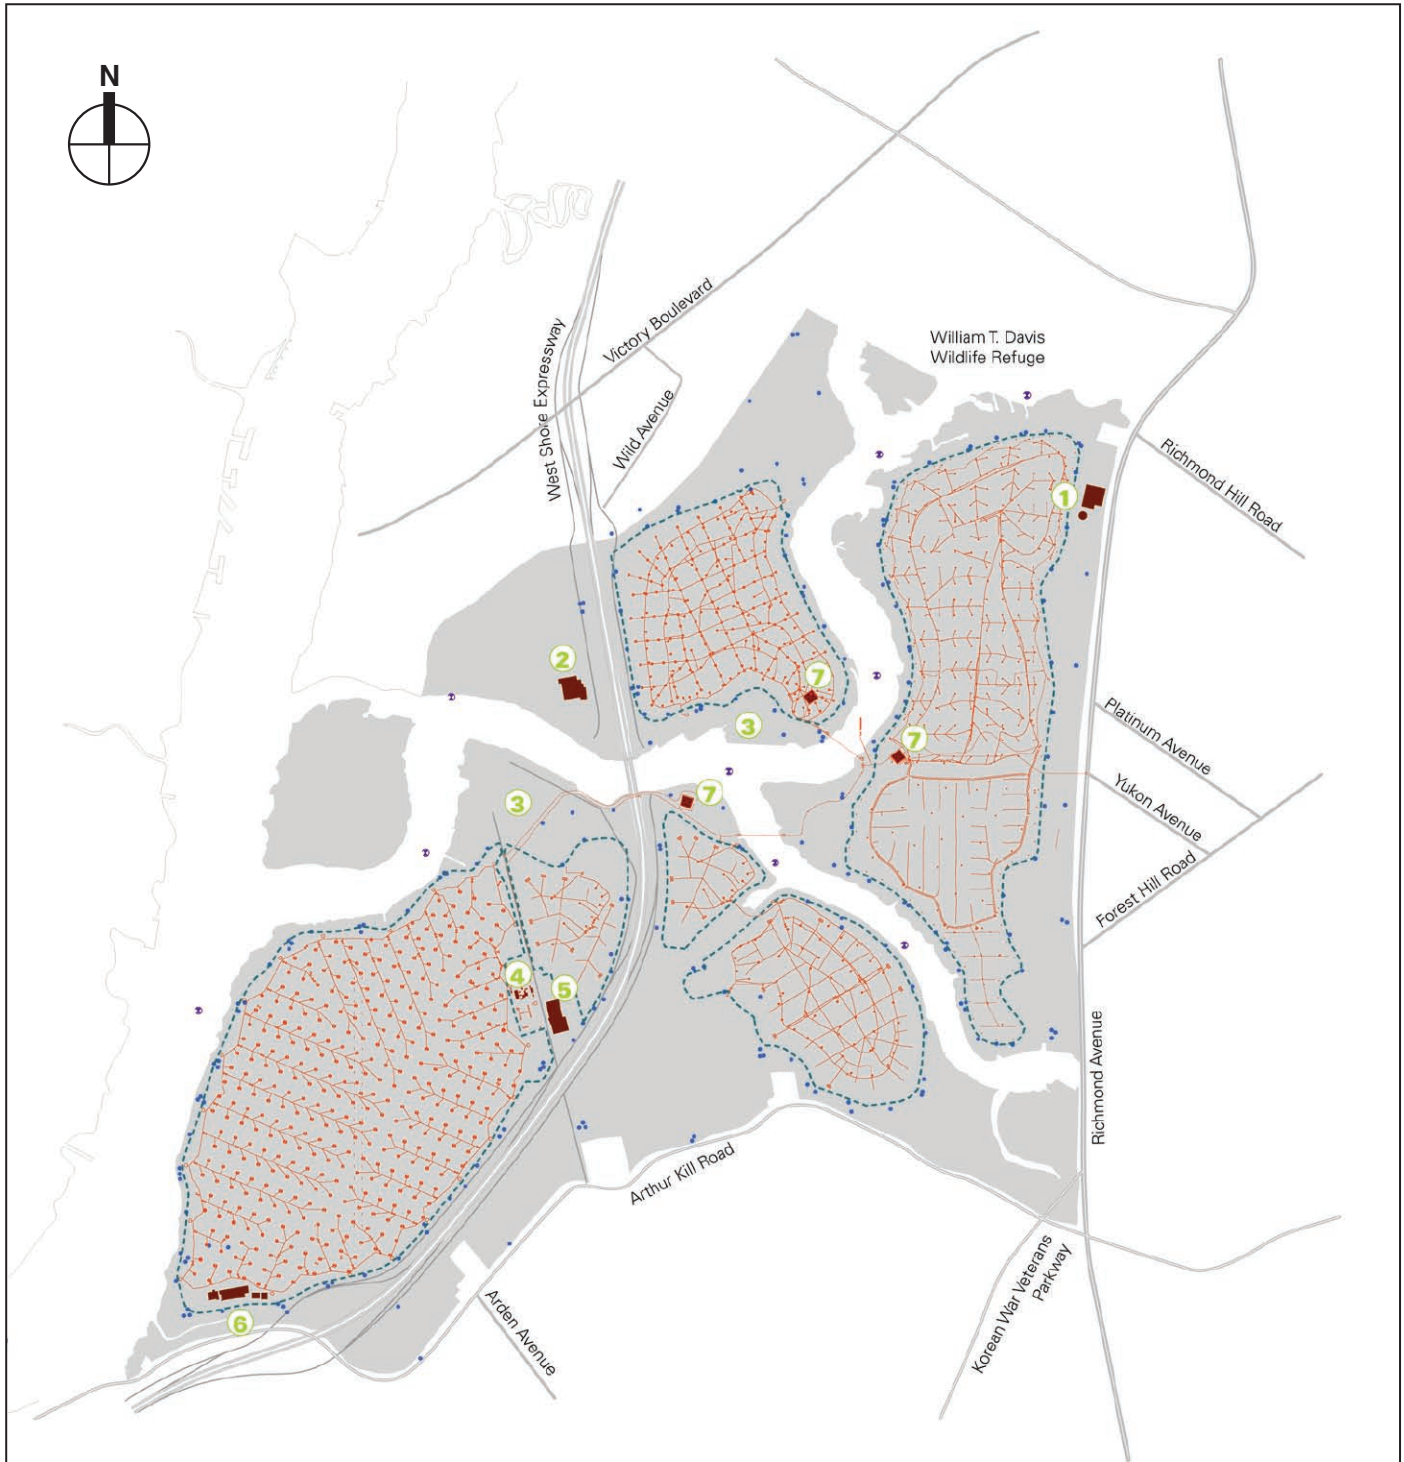 N
Victory Boulevard
West Shore Expressway
Wild Avenue
William T. Davis
Wildlife Refuge
Richmond Hill Road
1
2
7
3
7
Platinum Avenue
Yukon Avenue
Forest Hill Road
7
3
4
5
Richmond Avenue
Arthur Kill Road
Korean War Veterans
Parkway
6
Arden Avenue